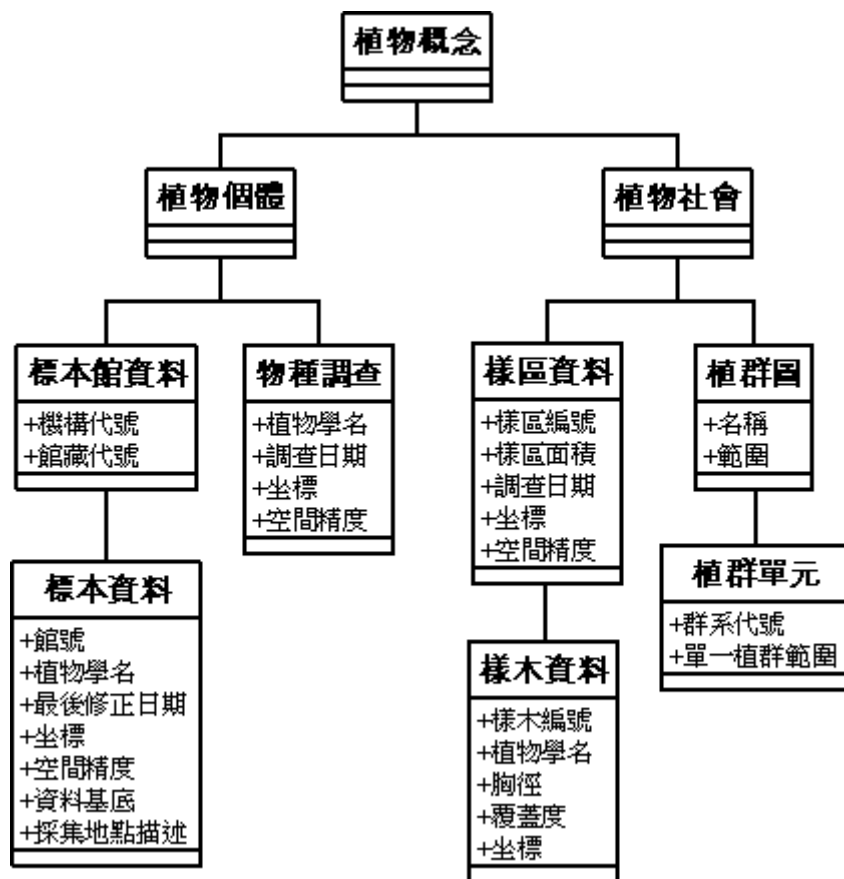 植物概念
植物個體
植物社會
標本館資料
+機構代號
+館藏代號
物種調查
+植物學名
+調查日期
+坐標
+空間精度
樣區資料
+樣區編號
+樣區面積
+調查日期
+坐標
+空間精度
植群圖
+名稱
+範圍
標本資料
+館號
+植物學名
+最後修正日期
+坐標
+空間精度
+資料基底
+採集地點描述
樣木資料
+樣木編號
+植物學名
+胸徑
+覆蓋度
+坐標
植群單元
+群系代號
+單一植群範圍